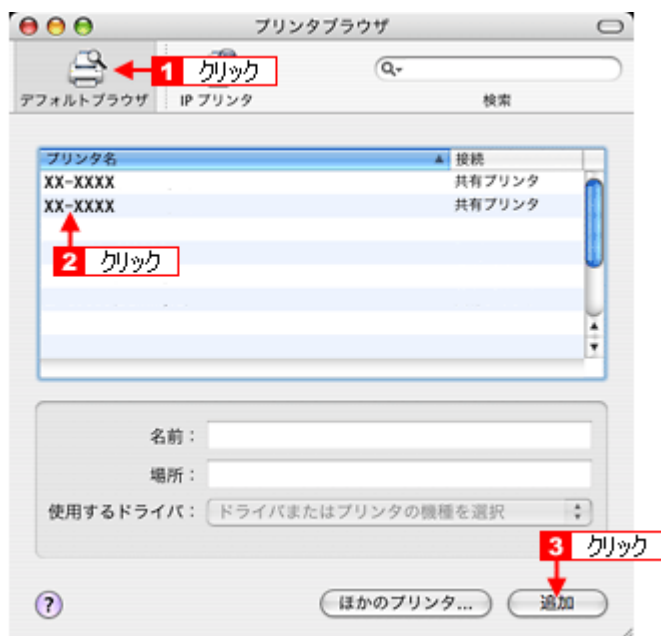 プリンタブラウザ
1 クリック
デフォルトブラウザ IP プリンタ 検索
プリンタ名 接続
XX-XXXX 共有プリンタ
XX-XXXX 共有プリンタ
2 クリック
名前：
場所：
使用するドライバ： ドライバまたはプリンタの機種を選択
3 クリック
? ほかのプリンタ... 追加